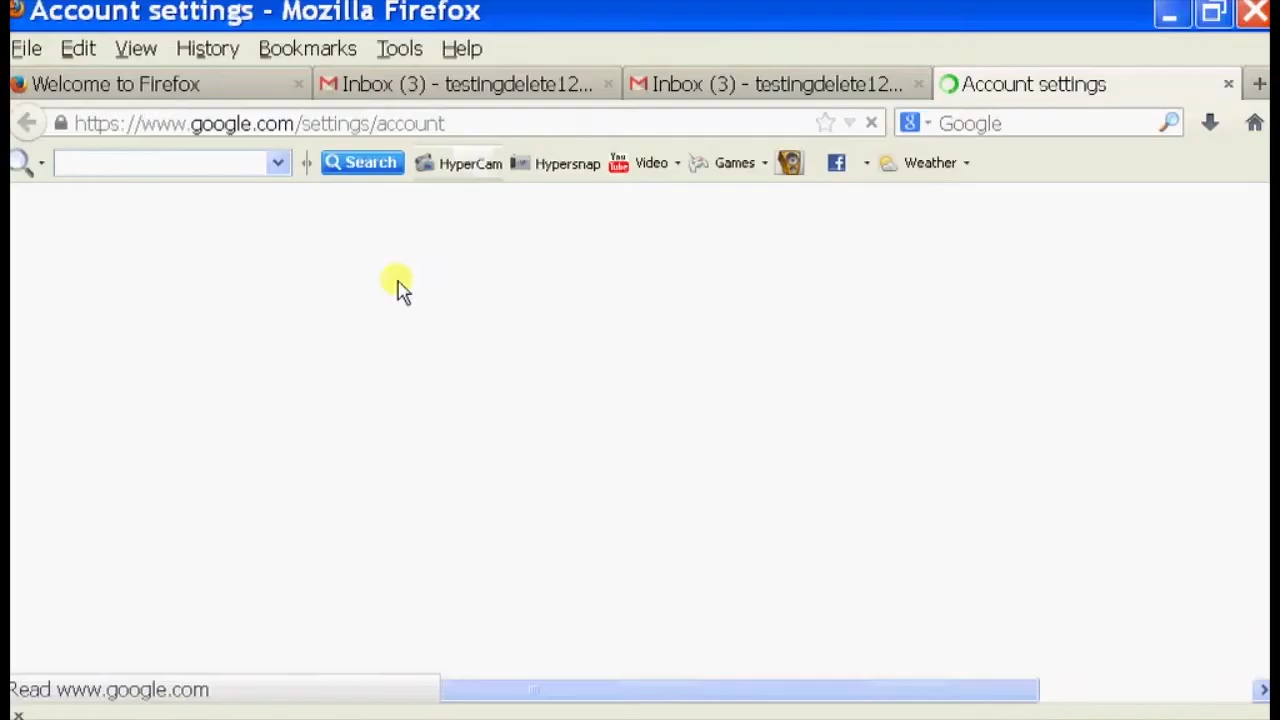 Account settings - Mozilla Firefox
File Edit View History Bookmarks Tools Help
Welcome to Firefox × Inbox (3) - testingdelete12... × Inbox (3) - testingdelete12... × Account settings × +
https://www.google.com/settings/account Google
Search HyperCam Hypersnap You Tube Video Games Weather
Read www.google.com